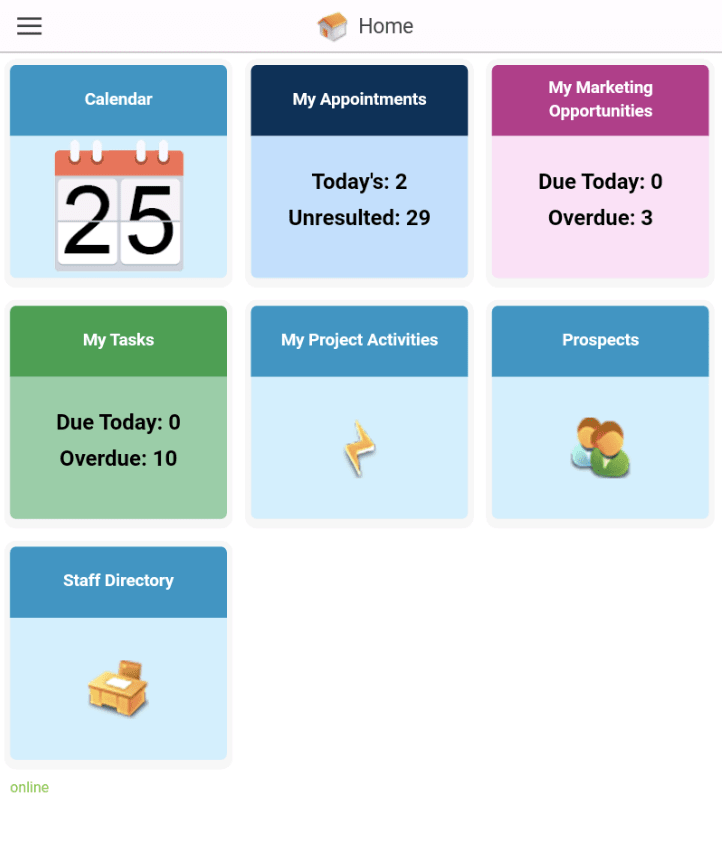 Home
Calendar
25
My Appointments
Today's: 2
Unresulted: 29
My Marketing
Opportunities
Due Today: 0
Overdue: 3
My Tasks
Due Today: 0
Overdue: 10
My Project Activities
Prospects
Staff Directory
online